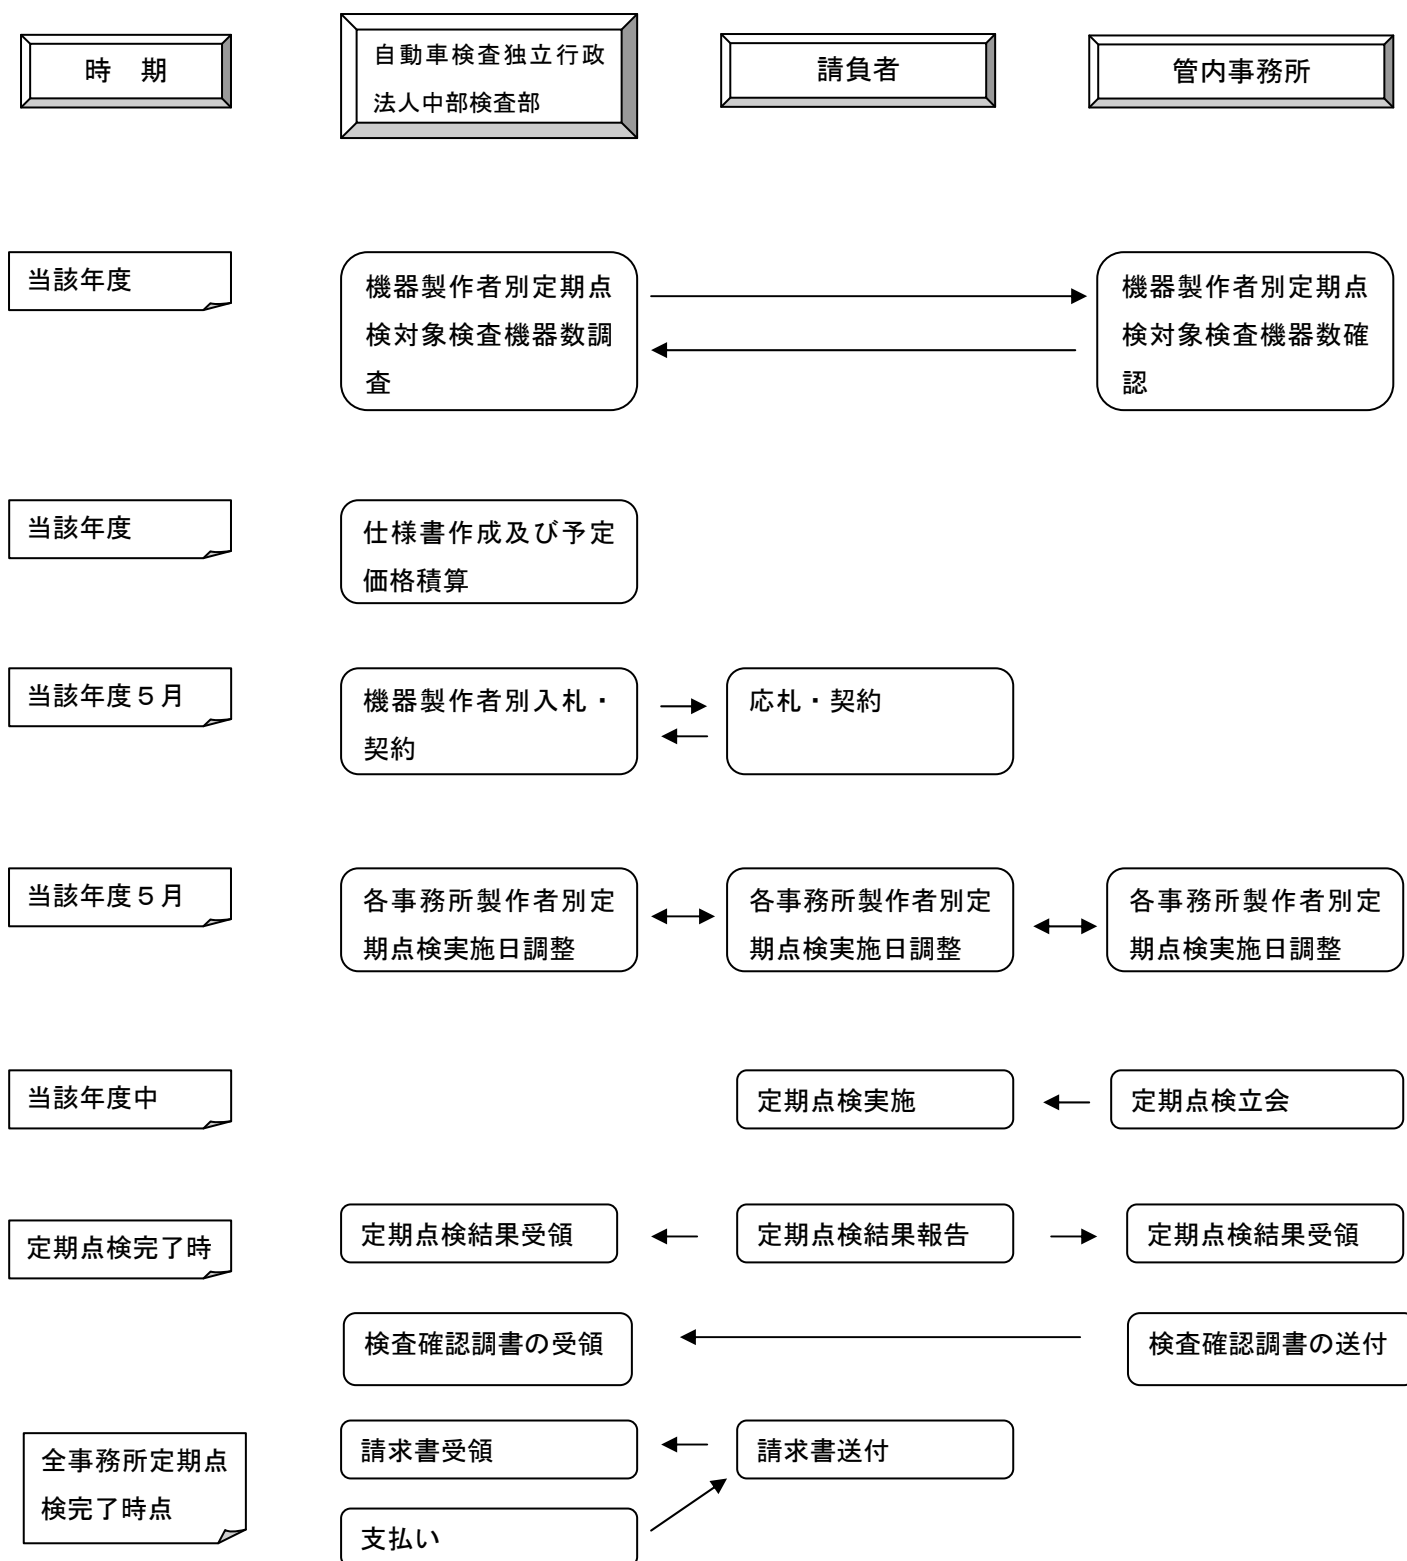 時　期
自動車検査独立行政
法人中部検査部
請負者
管内事務所
当該年度
機器製作者別定期点
検対象検査機器数調
査
機器製作者別定期点
検対象検査機器数確
認
当該年度
仕様書作成及び予定
価格積算
当該年度５月
機器製作者別入札・
契約
応札・契約
当該年度５月
各事務所製作者別定
期点検実施日調整
各事務所製作者別定
期点検実施日調整
各事務所製作者別定
期点検実施日調整
当該年度中
定期点検実施
定期点検立会
定期点検完了時
定期点検結果受領
定期点検結果報告
定期点検結果受領
検査確認調書の受領
検査確認調書の送付
全事務所定期点
検完了時点
請求書受領
請求書送付
支払い